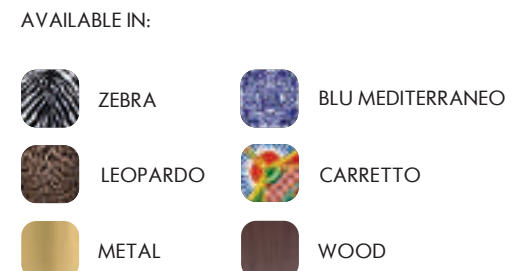 AVAILABLE IN:
ZEBRA
BLU MEDITERRANEO
LEOPARDO
CARRETTO
METAL
WOOD